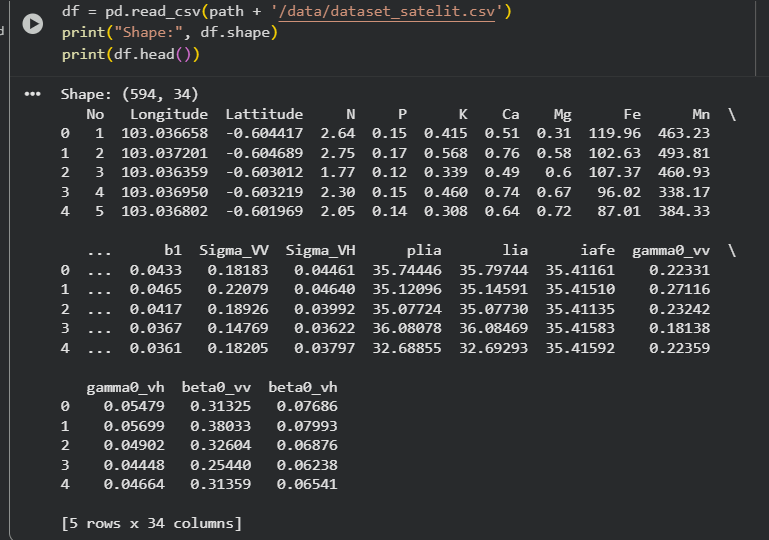 df = pd.read_csv(path + '/data/dataset_satelit.csv')
print("Shape:", df.shape)
print(df.head())
Shape: (594, 34)
No Longitude Lattitude N P K Ca Mg Fe Mn \
0 1 103.036658 -0.604417 2.64 0.15 0.415 0.51 0.31 119.96 463.23
1 2 103.037201 -0.604689 2.75 0.17 0.568 0.76 0.58 102.63 493.81
2 3 103.036359 -0.603012 1.77 0.12 0.339 0.49 0.6 107.37 460.93
3 4 103.036950 -0.603219 2.30 0.15 0.460 0.74 0.67 96.02 338.17
4 5 103.036802 -0.601969 2.05 0.14 0.308 0.64 0.72 87.01 384.33
... b1 Sigma_VV Sigma_VH plia lia iafe gamma0_vv \
0 ... 0.0433 0.18183 0.04461 35.74446 35.79744 35.41161 0.22331
1 ... 0.0465 0.22079 0.04640 35.12096 35.14591 35.41510 0.27116
2 ... 0.0417 0.18926 0.03992 35.07724 35.07730 35.41135 0.23242
3 ... 0.0367 0.14769 0.03622 36.08078 36.08469 35.41583 0.18138
4 ... 0.0361 0.18205 0.03797 32.68855 32.69293 35.41592 0.22359
gamma0_vh beta0_vv beta0_vh
0 0.05479 0.31325 0.07686
1 0.05699 0.38033 0.07993
2 0.04902 0.32604 0.06876
3 0.04448 0.25440 0.06238
4 0.04664 0.31359 0.06541
[5 rows x 34 columns]